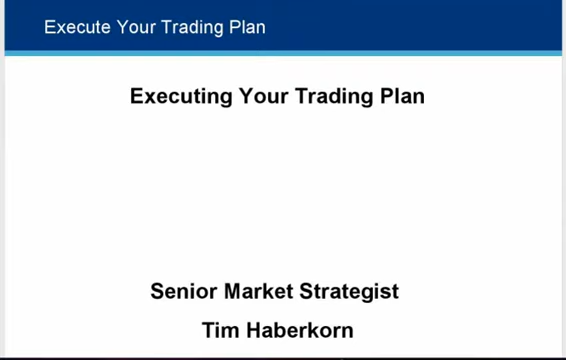 Execute Your Trading Plan
Executing Your Trading Plan
Senior Market Strategist
Tim Haberkorn